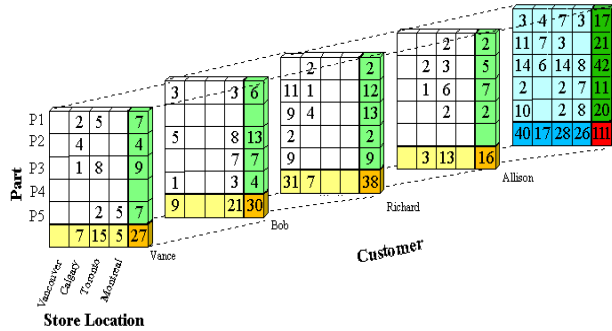 Part
P1 2 5 7
P2 4 4
P3 1 8 9
P4
P5 2 5 7
7 15 5 27
Vancouver
Calgary
Toronto
Montreal
Store Location
Vance
3 3 6
5 8 13
7 7
1 3 4
9 21 30
Bob
2 2
11 1 12
9 4 13
2 2
9 9
31 7 38
Richard
2 2
2 3 5
1 6 7
2 2
3 13 16
Allison
3 4 7 3 17
11 7 3 21
14 6 14 8 42
2 2 7 11
10 2 8 20
40 17 28 26 111
Customer